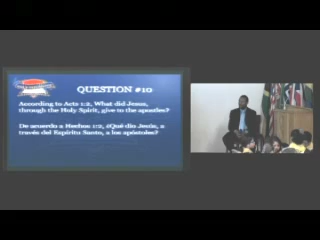 QUESTION #10
According to Acts 1:2, What did Jesus,
through the Holy Spirit, give to the apostles?
De acuerdo a Hechos 1:2, ¿Qué dio Jesús, a
través del Espíritu Santo, a los apóstoles?